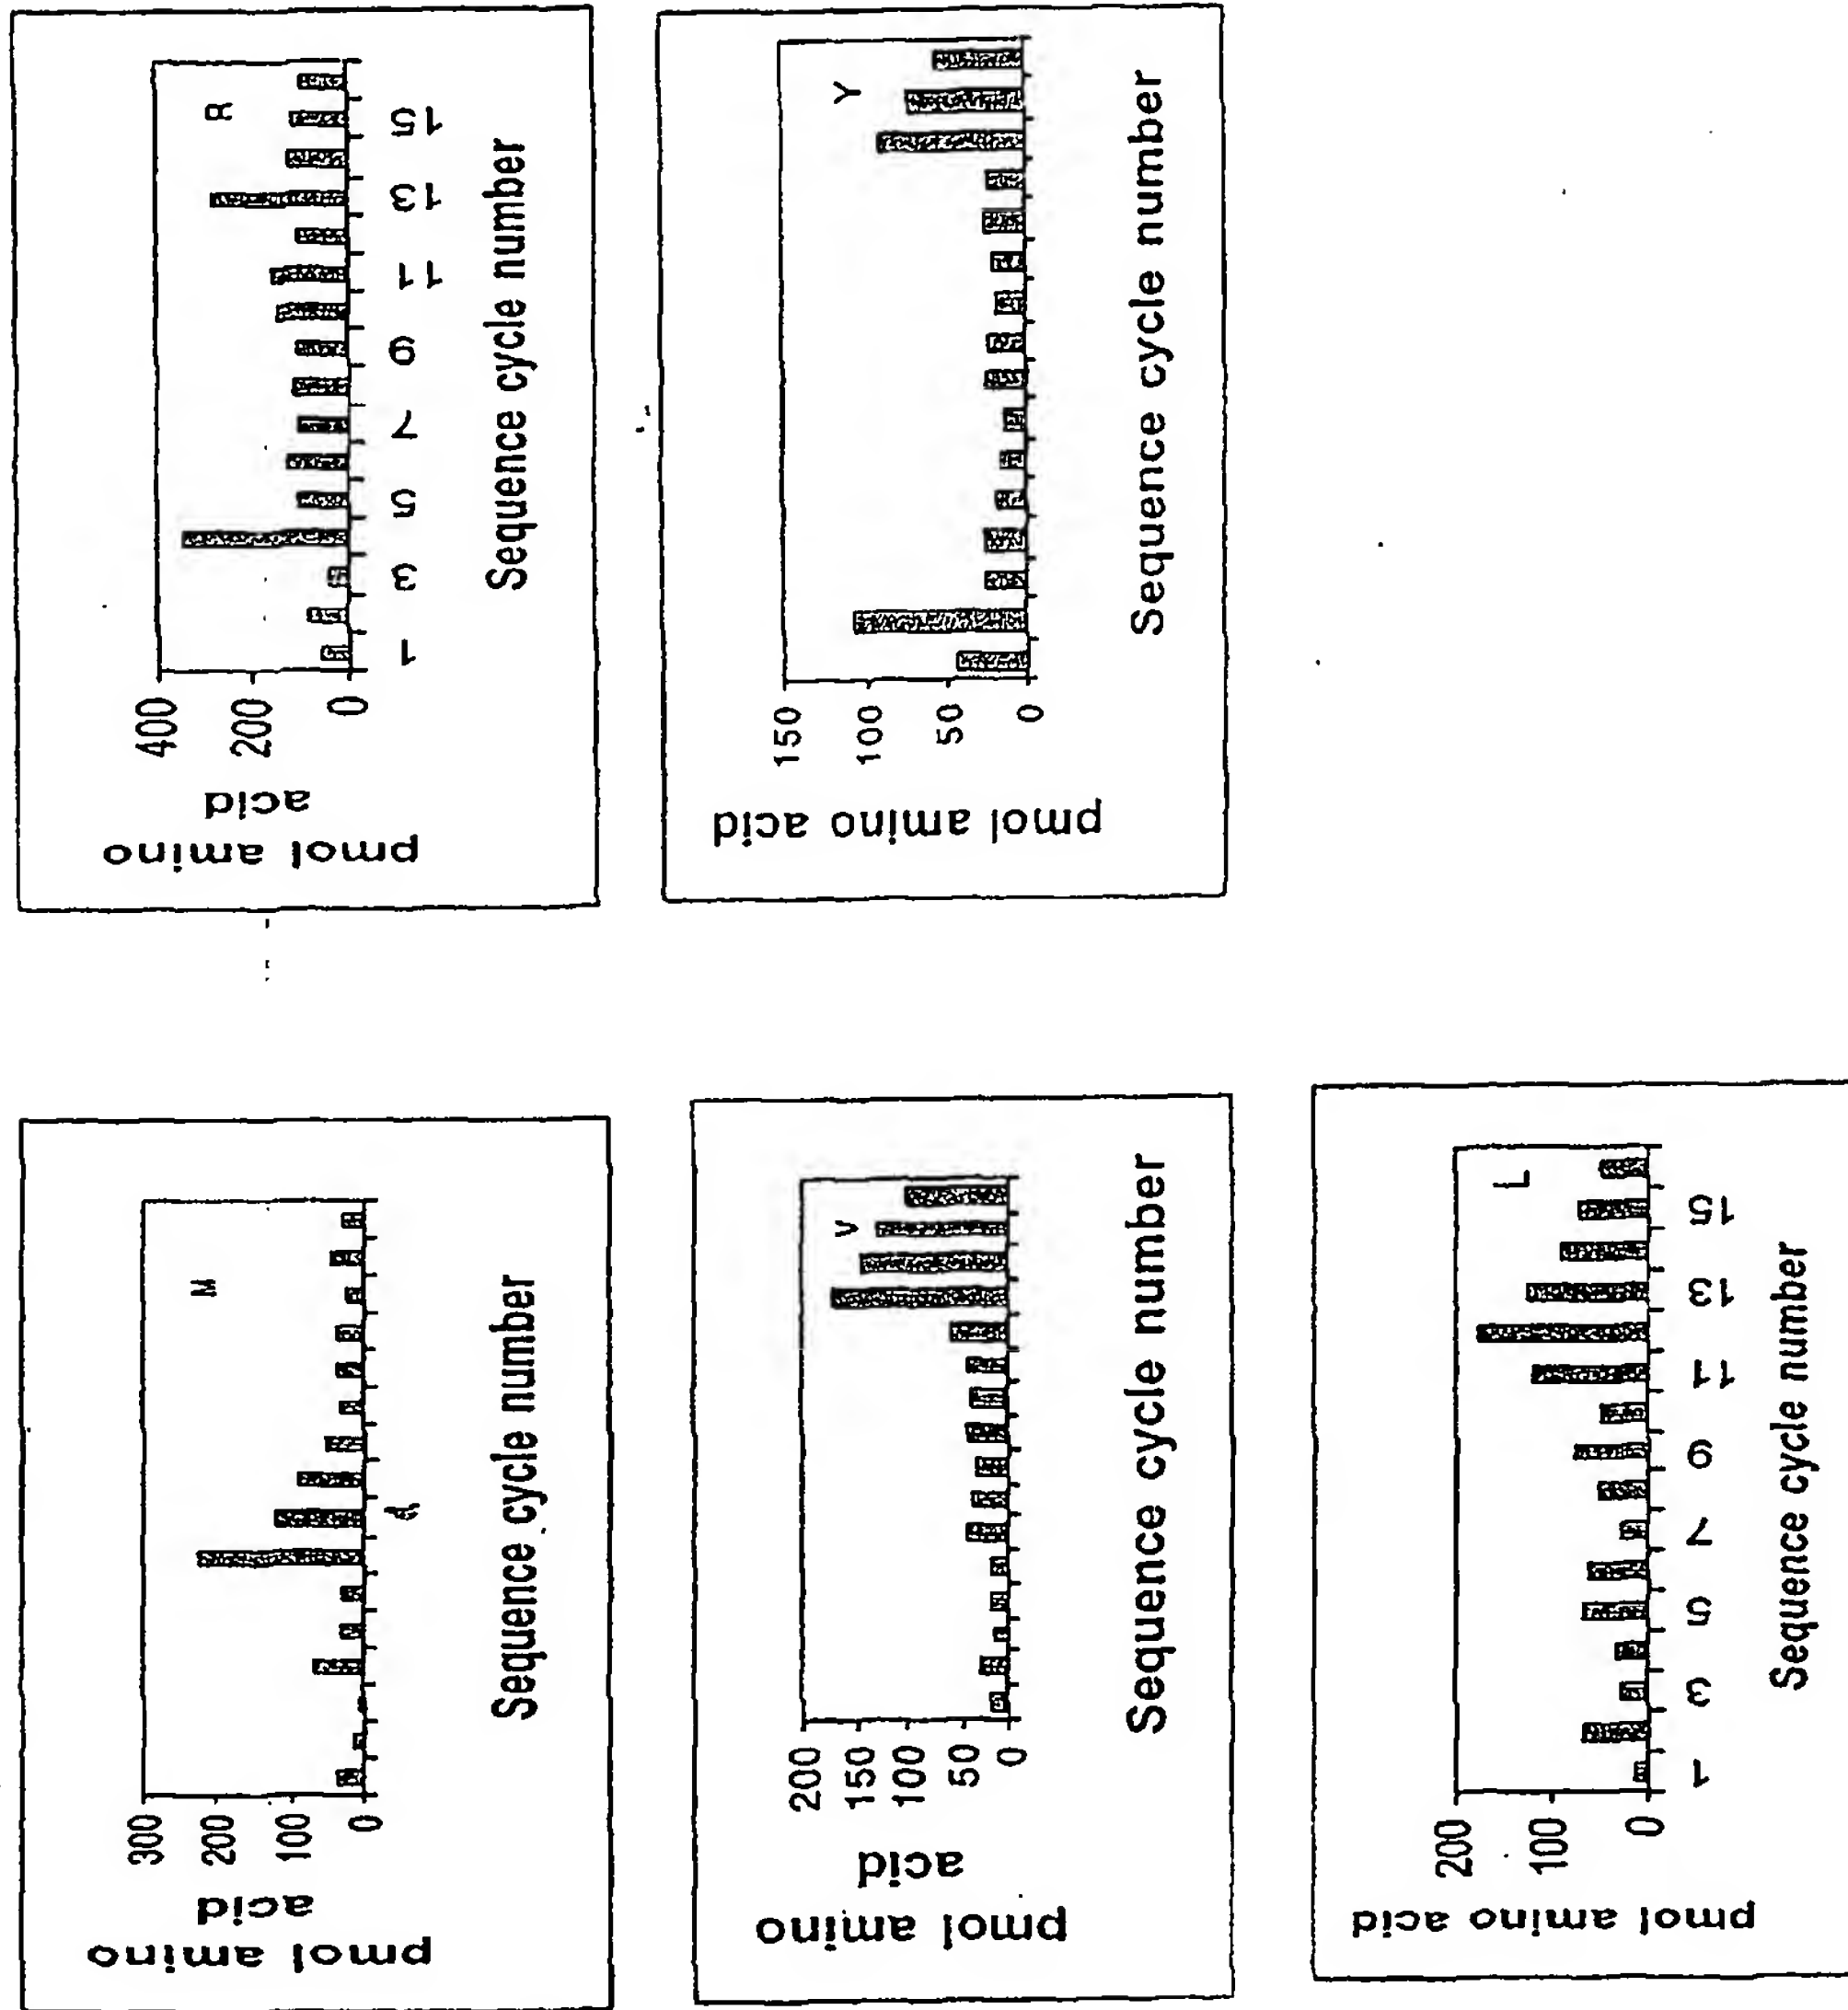 pmol amino
acid
300
200
100
0
M
Sequence cycle number
pmol amino
acid
400
200
0
R
1
3
5
7
9
11
13
15
Sequence cycle number
pmol amino
acid
200
150
100
50
0
V
Sequence cycle number
pmol amino acid
150
100
50
0
Y
Sequence cycle number
pmol amino acid
200
100
0
L
1
3
5
7
9
11
13
15
Sequence cycle number